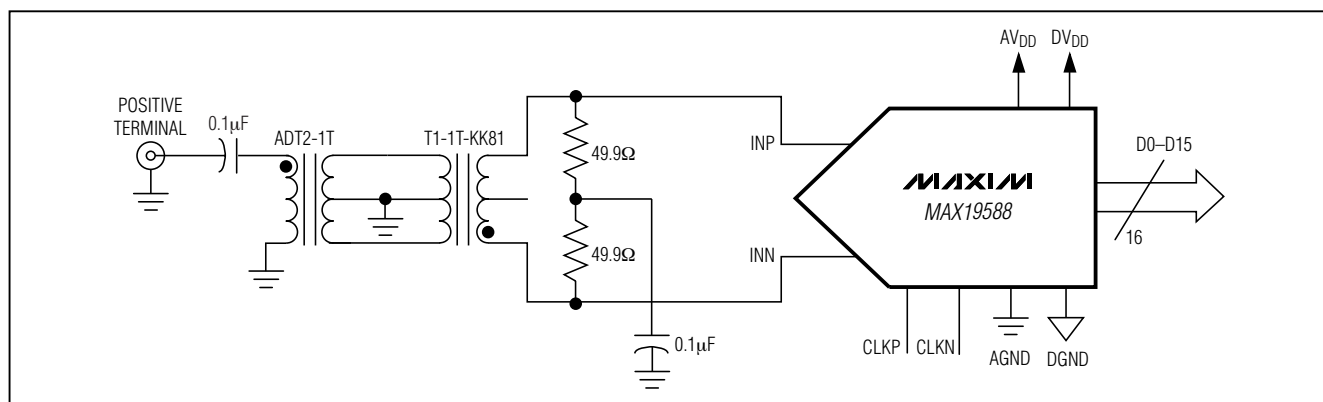 POSITIVE
TERMINAL
0.1µF
ADT2-1T
T1-1T-KK81
49.9Ω
49.9Ω
0.1µF
INP
INN
AVDD
DVDD
MAXIM
MAX19588
D0–D15
16
CLKP
CLKN
AGND
DGND